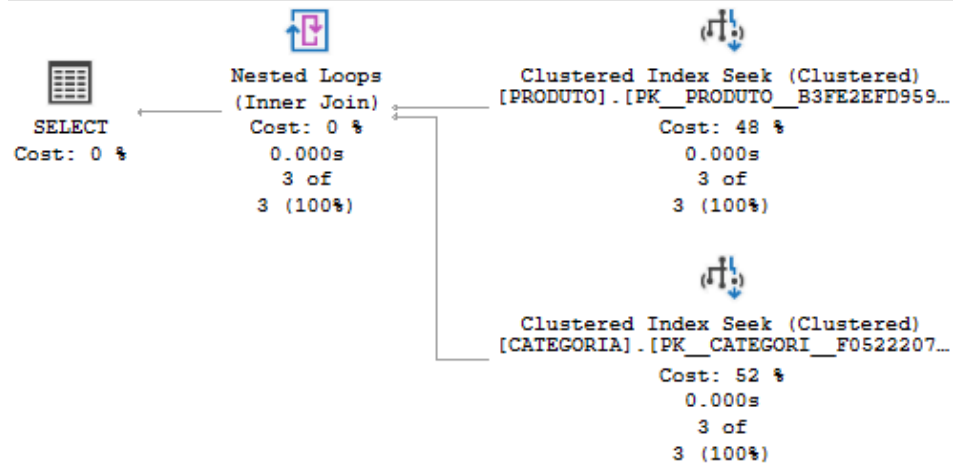 SELECT
Cost: 0 %
Nested Loops
(Inner Join)
Cost: 0 %
0.000s
3 of
3 (100%)
Clustered Index Seek (Clustered)
[PRODUTO].[PK__PRODUTO__B3FE2EFD959…
Cost: 48 %
0.000s
3 of
3 (100%)
Clustered Index Seek (Clustered)
[CATEGORIA].[PK__CATEGORI__F0522207…
Cost: 52 %
0.000s
3 of
3 (100%)